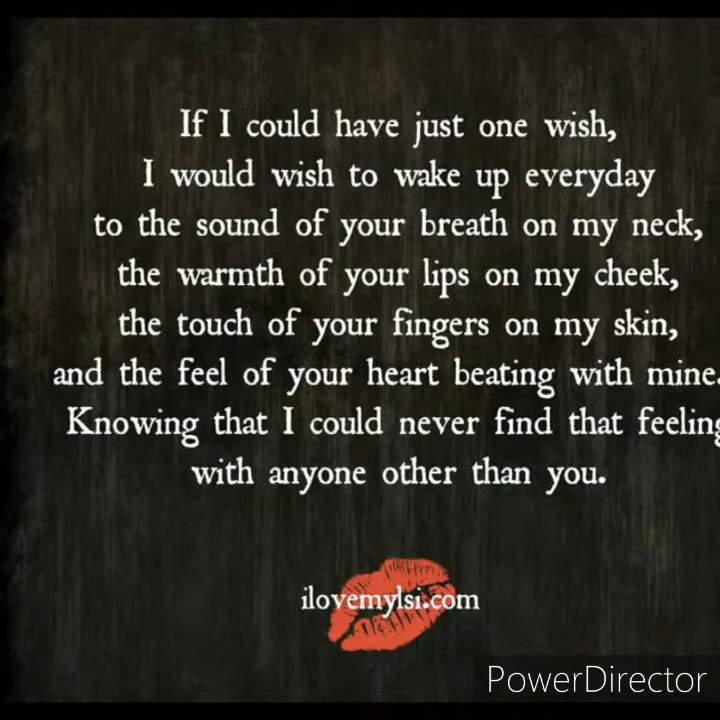 If I could have just one wish,
I would wish to wake up everyday
to the sound of your breath on my neck,
the warmth of your lips on my cheek,
the touch of your fingers on my skin,
and the feel of your heart beating with mine.
Knowing that I could never find that feeling
with anyone other than you.
ilovemylsi.com
PowerDirector